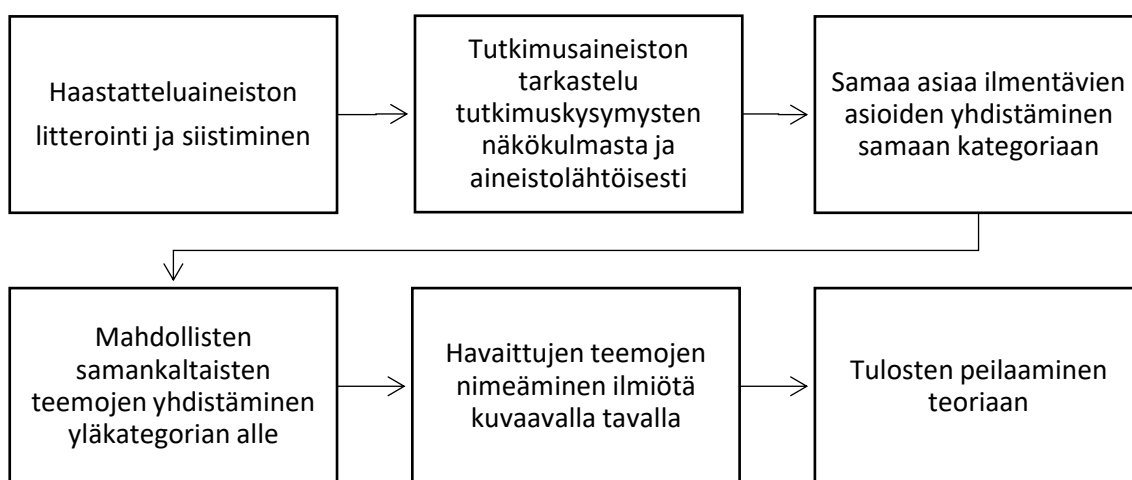 Haastatteluaineiston
litterointi ja siistiminen
Tutkimusaineiston
tarkastelu
tutkimuskysymysten
näkökulmasta ja
aineistolähtöisesti
Samaa asiaa ilmentävien
asioiden yhdistäminen
samaan kategoriaan
Mahdollisten
samankaltaisten
teemojen yhdistäminen
yläkategorian alle
Havaittujen teemojen
nimeäminen ilmiötä
kuvaavalla tavalla
Tulosten peilaaminen
teoriaan